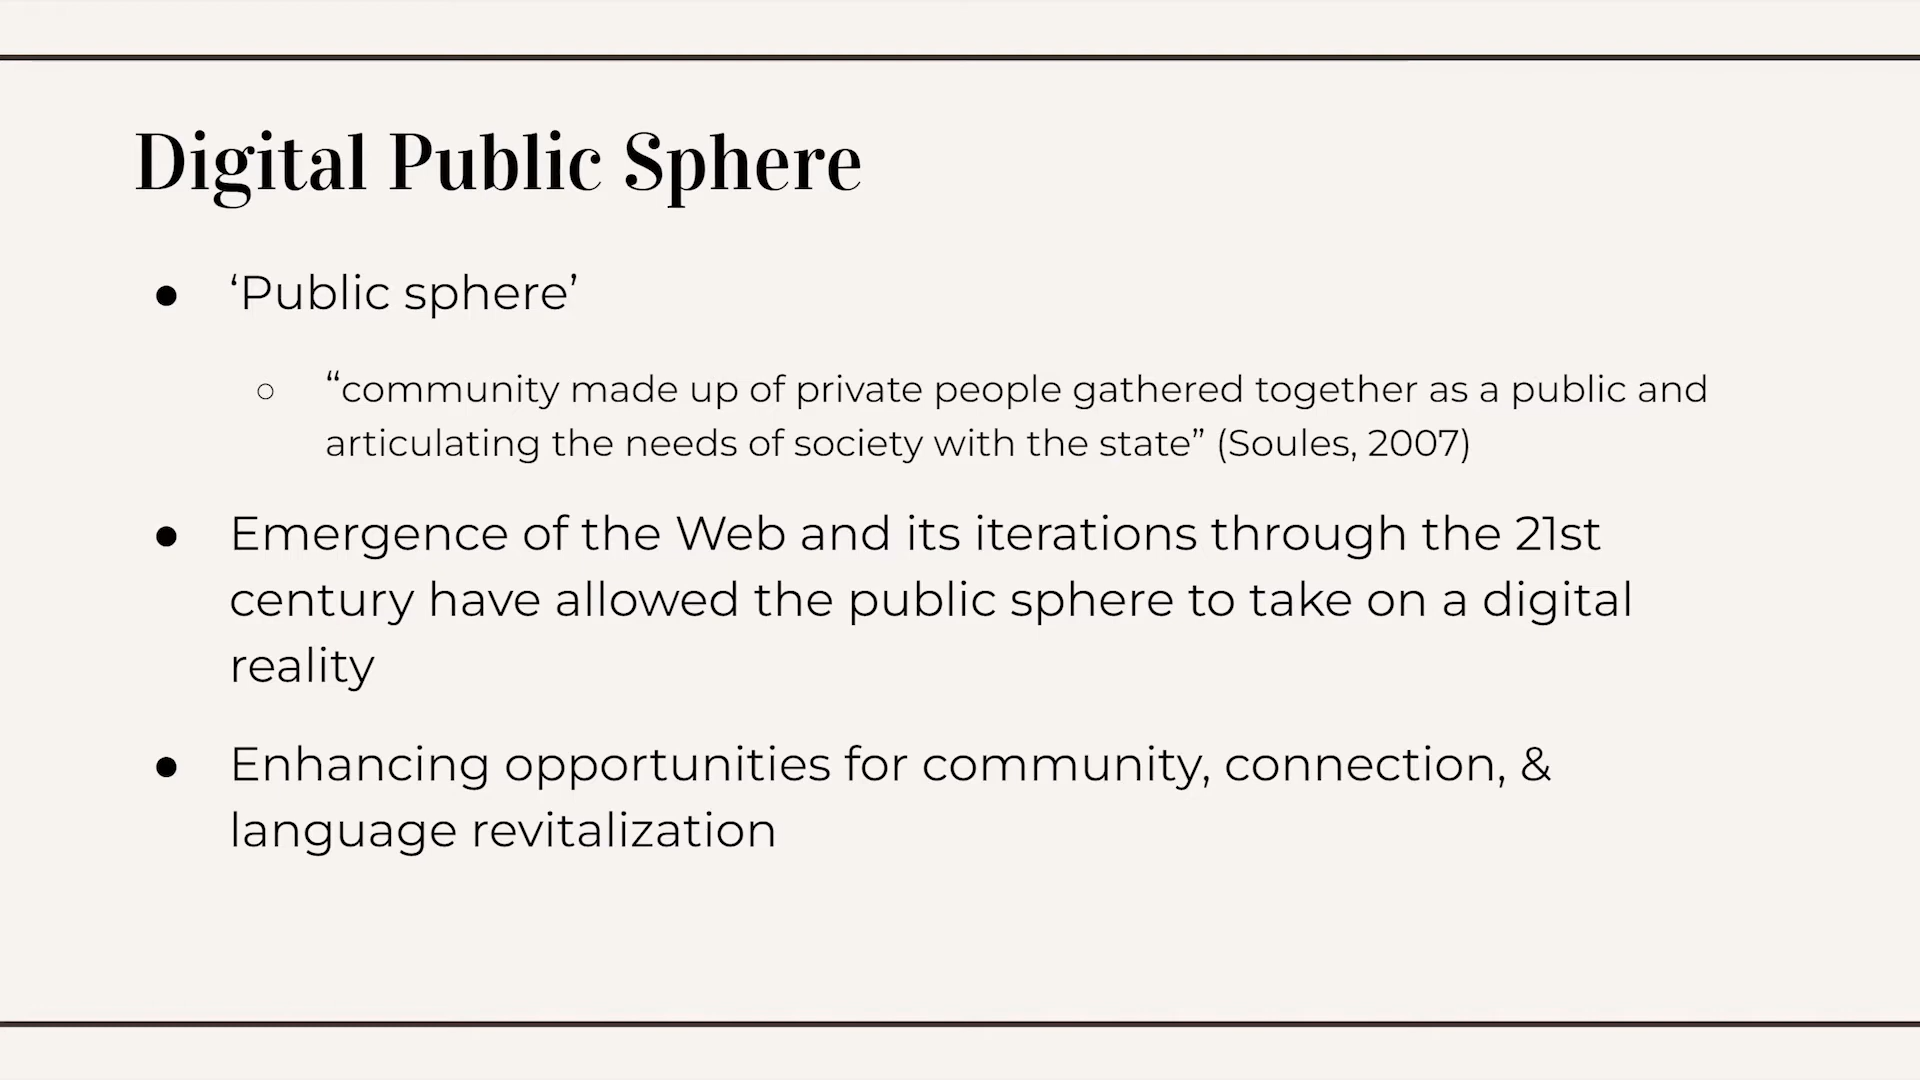 Digital Public Sphere
● ‘Public sphere’
○ “community made up of private people gathered together as a public and
articulating the needs of society with the state” (Soules, 2007)
● Emergence of the Web and its iterations through the 21st
century have allowed the public sphere to take on a digital
reality
● Enhancing opportunities for community, connection, &
language revitalization